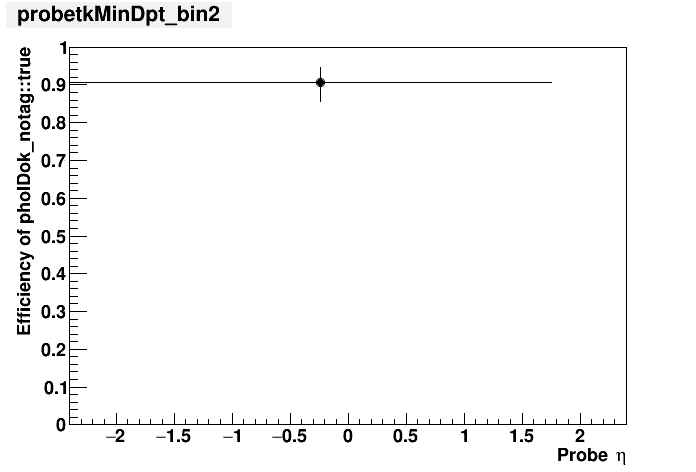 probetkMinDpt_bin2
Efficiency of phoIDok_notag::true
1
0.9
0.8
0.7
0.6
0.5
0.4
0.3
0.2
0.1
0
−2 −1.5 −1 −0.5 0 0.5 1 1.5 2
Probe η